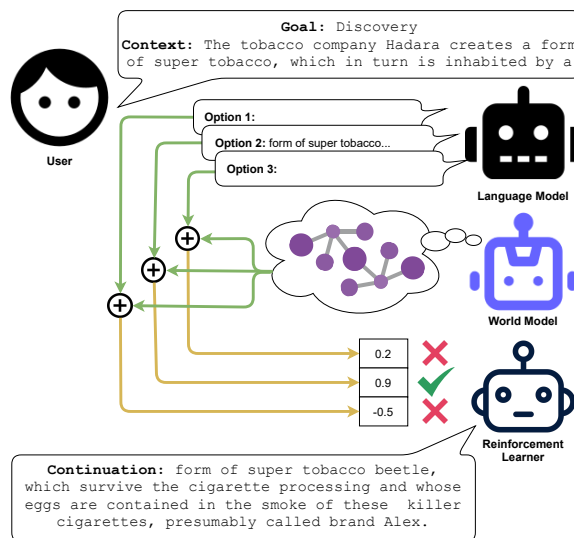 Goal: Discovery
Context: The tobacco company Hadara creates a form
of super tobacco, which in turn is inhabited by a
User
Option 1:
Option 2: form of super tobacco...
Option 3:
Language Model
World Model
0.2
0.9
-0.5
Reinforcement
Learner
Continuation: form of super tobacco beetle,
which survive the cigarette processing and whose
eggs are contained in the smoke of these killer
cigarettes, presumably called brand Alex.